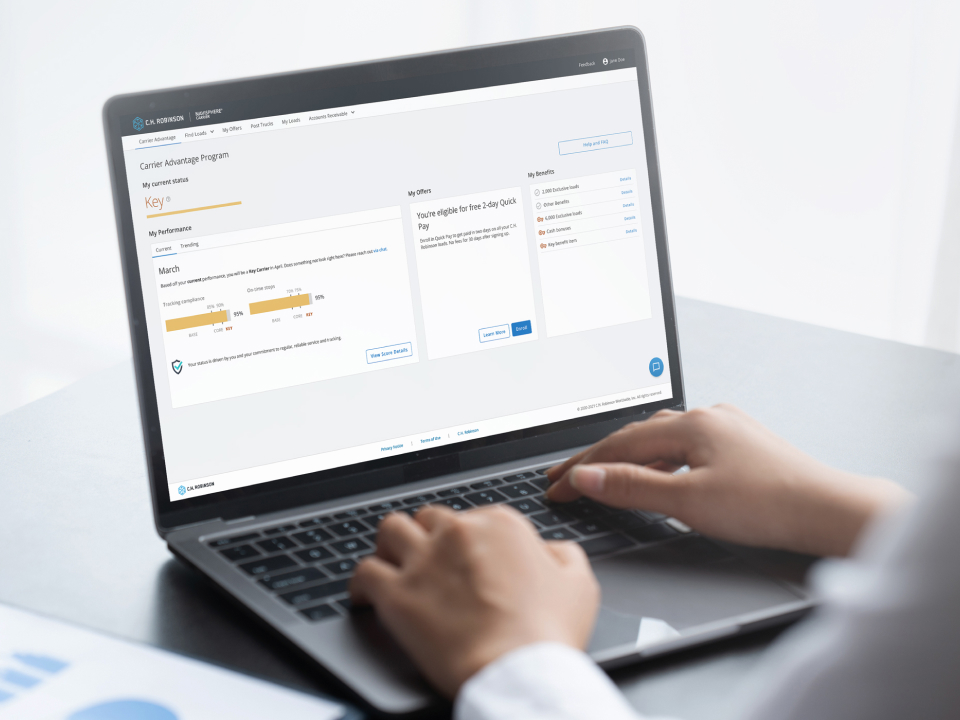 Feedback
John Doe
C.H. ROBINSON
NAVISPHERE®
CARRIER
Carrier Advantage
Find Loads
My Offers
Post Trucks
My Loads
Accounts Receivable
Carrier Advantage Program
Help and FAQ
My current status
Key
My Performance
Current
Trending
March
Based off your current performance, you will be a Key Carrier in April. Does something not look right here? Please reach out via chat.
Tracking compliance
85% 95%
95%
BASE CORE KEY
On time stops
95%
BASE CORE KEY
Your status is driven by you and your commitment to regular, reliable service and tracking.
View Score Details
My Offers
You're eligible for free 2-day Quick
Pay
Enroll in Quick Pay to get paid in two days on all your C.H.
Robinson loads. No fees for 30 days after signing up.
Learn More
Enroll
My Benefits
2,000 Exclusive loads
Details
Other Benefits
Details
6,000 Exclusive loads
Details
Cash bonuses
Details
Key benefit item
Details
C.H. ROBINSON
Privacy Notice
|
Terms of Use
|
C.H. Robinson
C.H. Robinson Worldwide, Inc. All rights reserved.